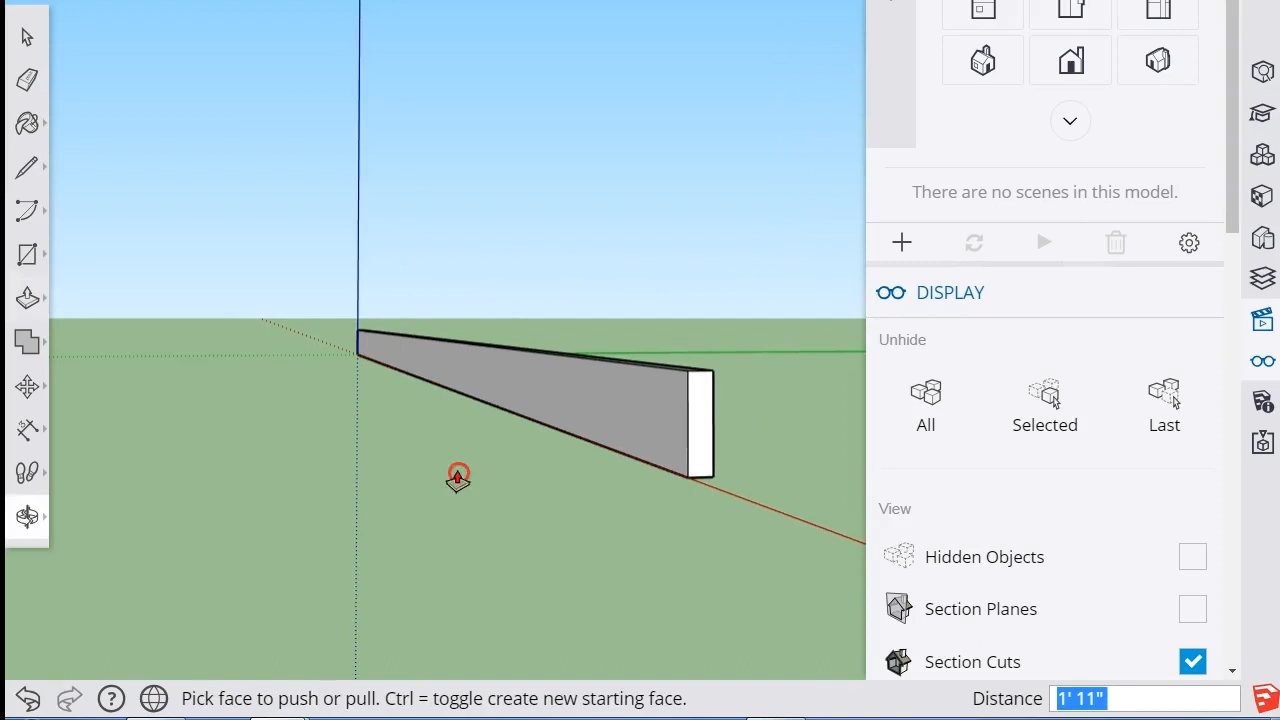 There are no scenes in this model.
DISPLAY
Unhide
All Selected Last
View
Hidden Objects
Section Planes
Section Cuts
Pick face to push or pull. Ctrl = toggle create new starting face. Distance 1' 11"